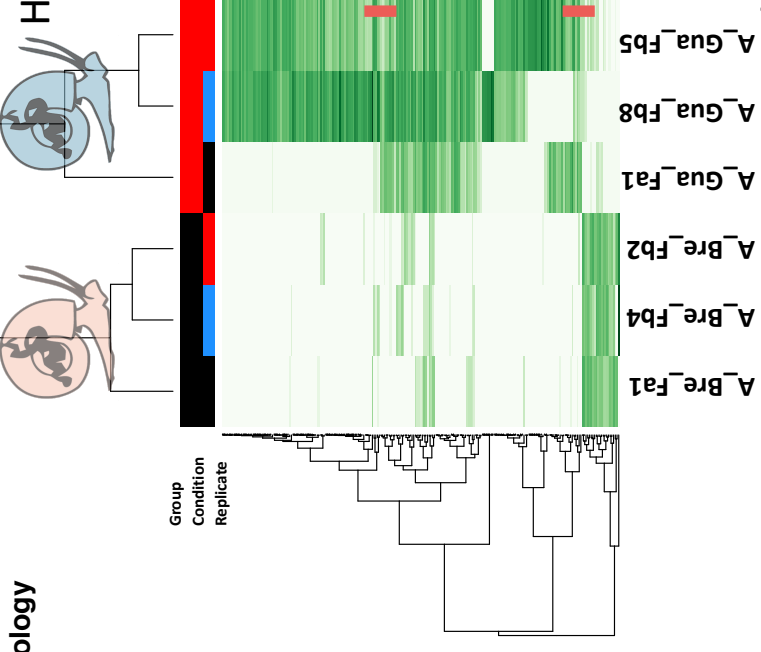 H
ology
Group
Condition
Replicate
A_Gua_Fb5
A_Gua_Fb8
A_Gua_Fa1
A_Bre_Fb2
A_Bre_Fb4
A_Bre_Fa1